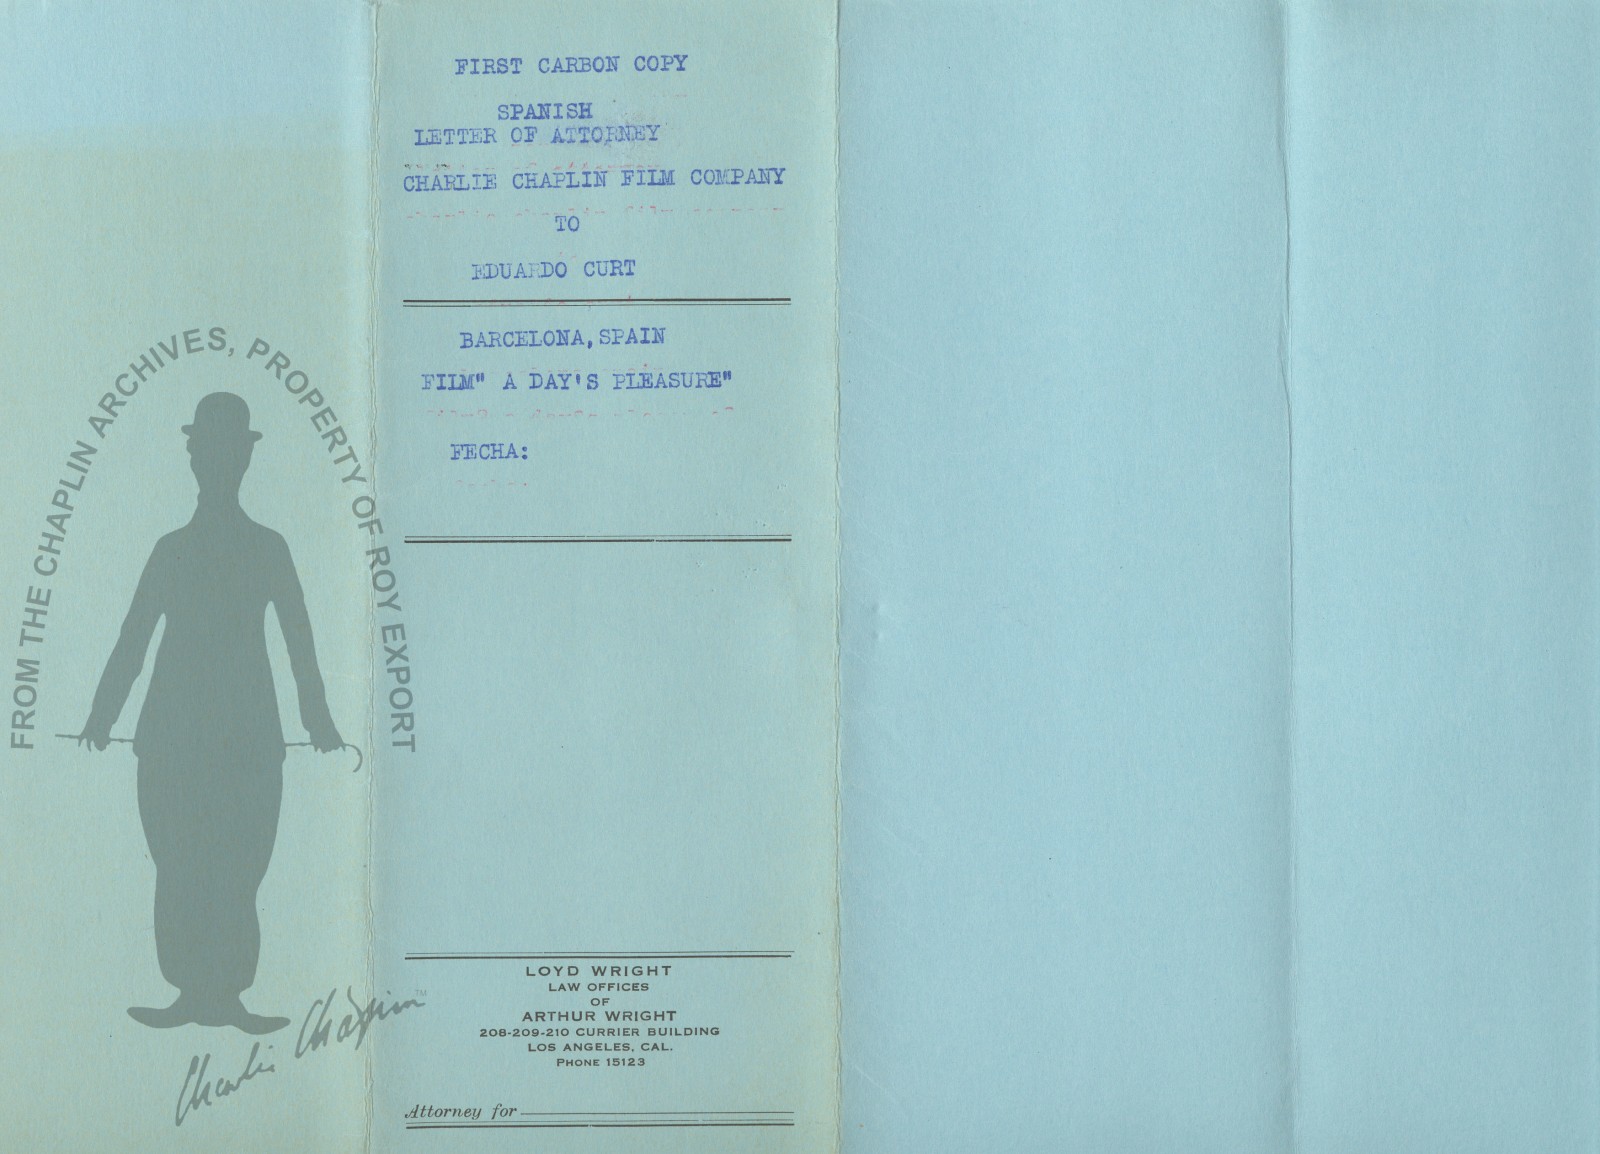 FIRST CARBON COPY
SPANISH
LETTER OF ATTORNEY
CHARLIE CHAPLIN FILM COMPANY
TO
EDUARDO CURT
BARCELONA, SPAIN
FILM" A DAY'S PLEASURE"
FECHA:
LOYD WRIGHT
LAW OFFICES
OF
ARTHUR WRIGHT
208-209-210 CURRIER BUILDING
LOS ANGELES, CAL.
PHONE 15123
Attorney for
FROM THE CHAPLIN ARCHIVES, PROPERTY OF ROY EXPORT
Charlie Chaplin TM